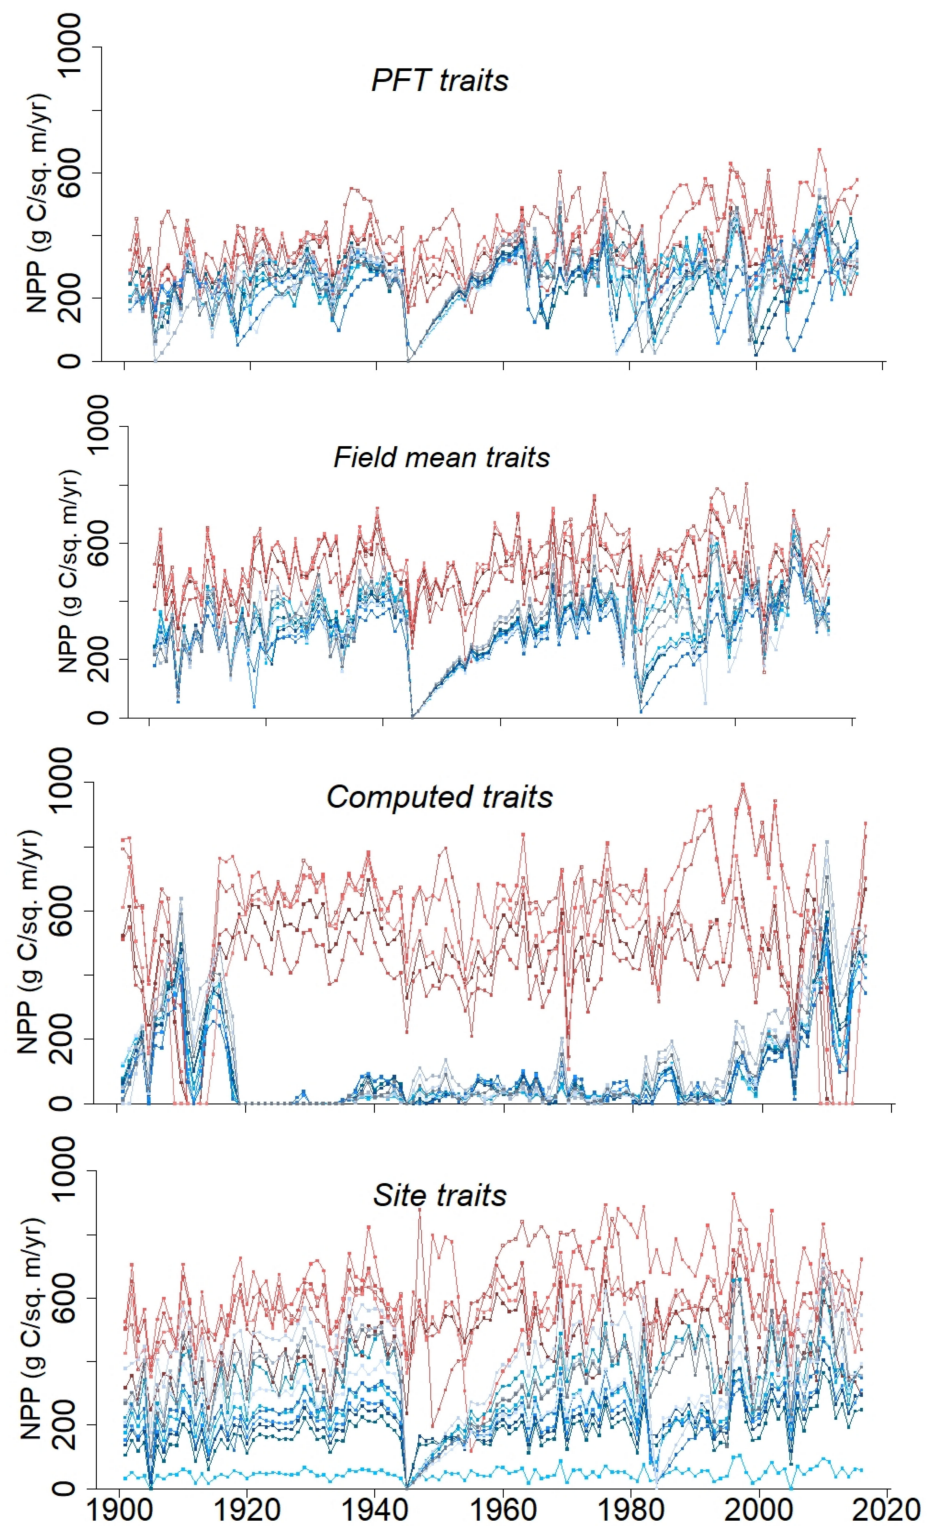 PFT traits
NPP (g C/sq. m/yr)
1000
600
200
0
Field mean traits
NPP (g C/sq. m/yr)
1000
600
200
0
Computed traits
NPP (g C/sq. m/yr)
1000
600
200
0
Site traits
NPP (g C/sq. m/yr)
1000
600
200
0
1900 1920 1940 1960 1980 2000 2020